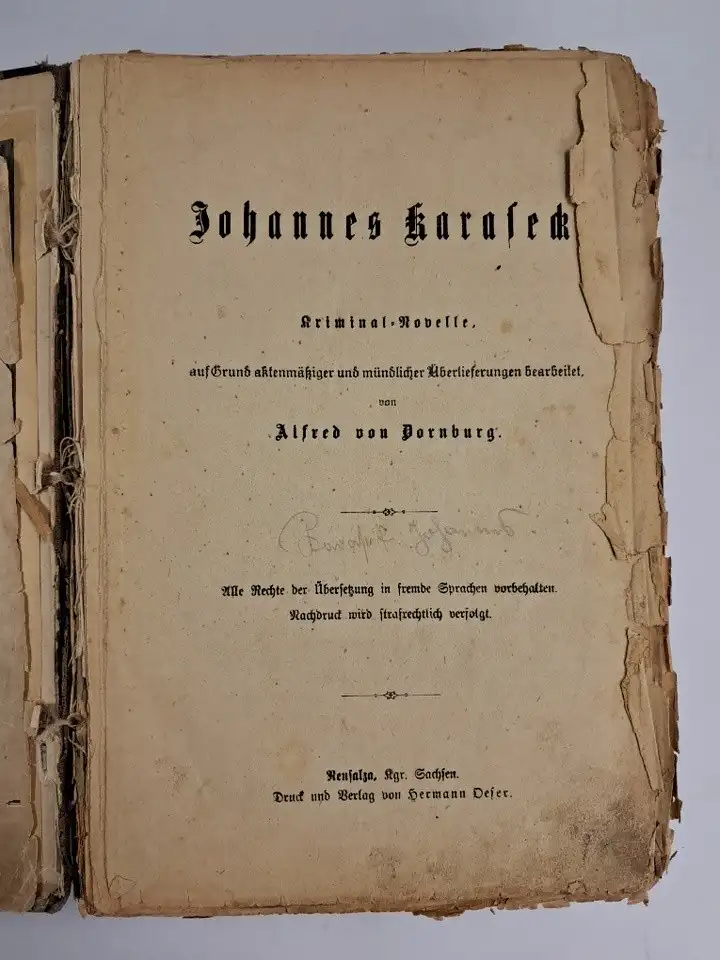 Johannes Karaseck
Kriminal-Novelle,
auf Grund aktenmäßiger und mündlicher Überlieferungen bearbeitet,
von
Alfred von Dornburg.
Johannes
Alle Rechte der Übersetzung in fremde Sprachen vorbehalten.
Nachdruck wird strafrechtlich verfolgt.
Neusalza, Kgr. Sachsen.
Druck und Verlag von Hermann Oeser.